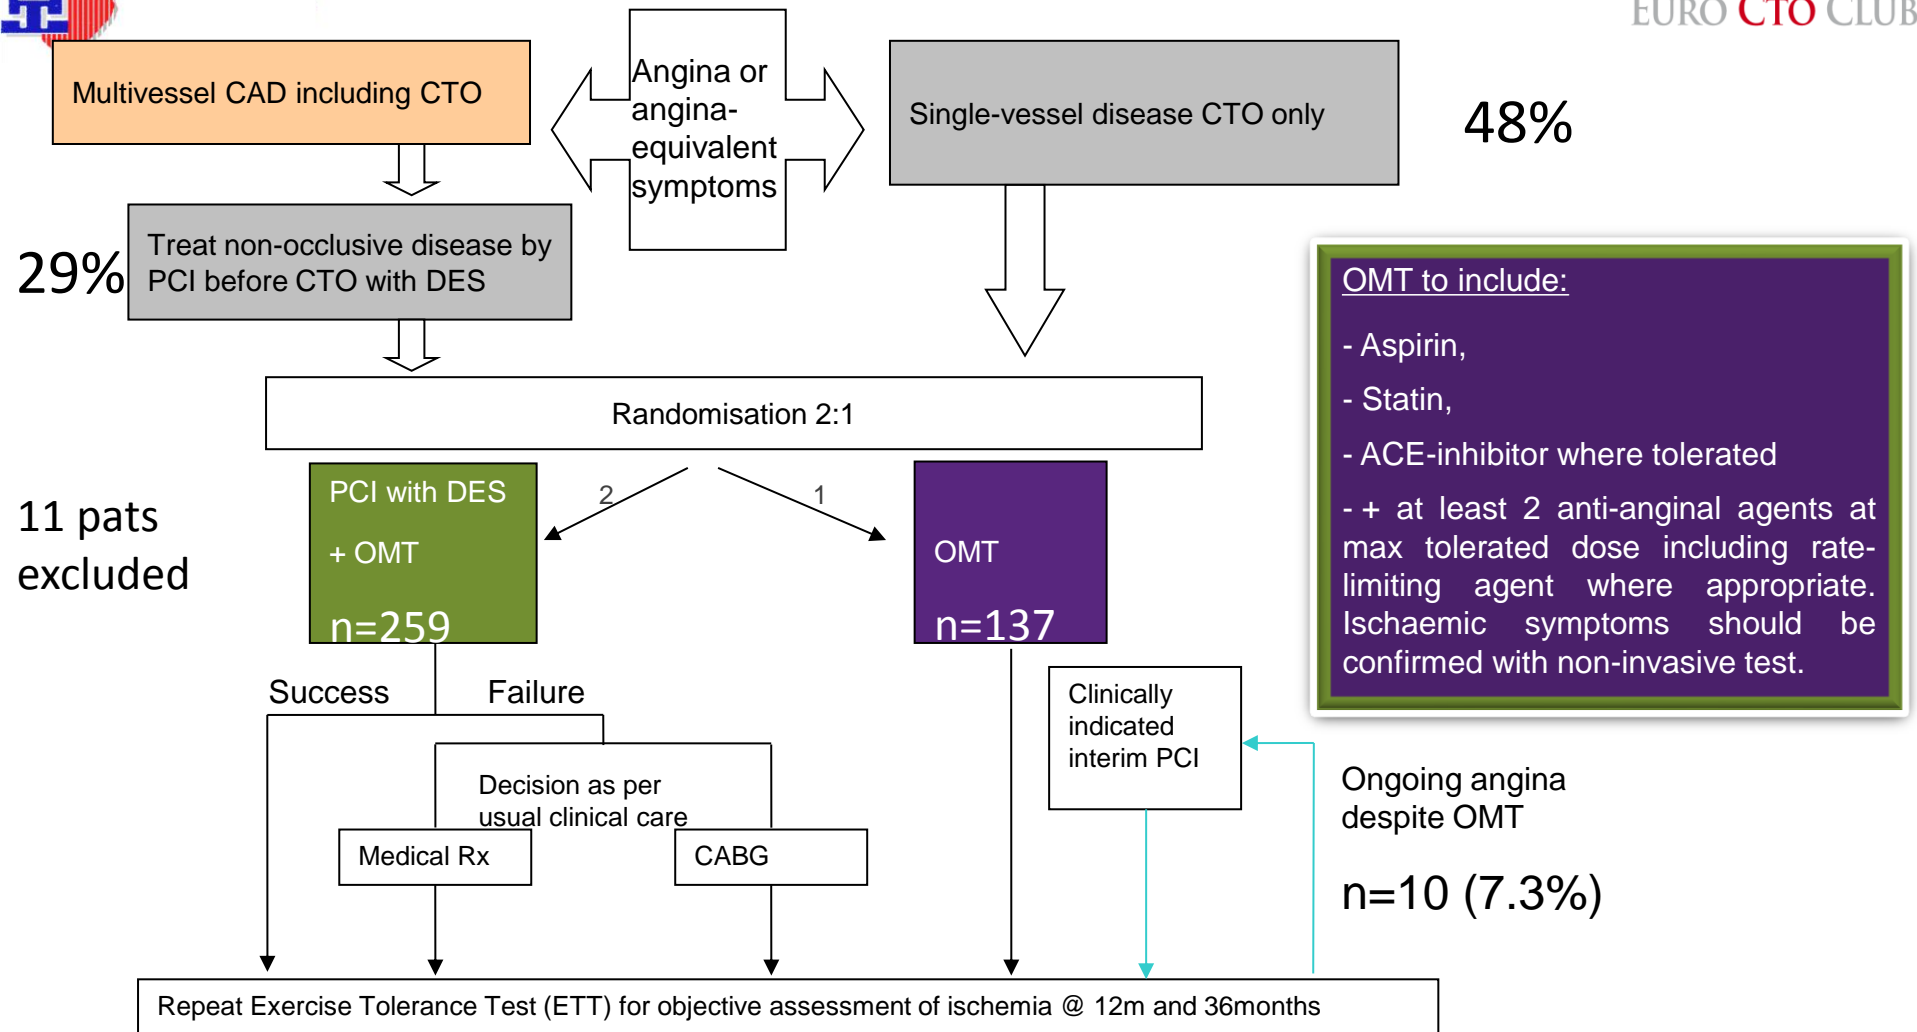 EURO CTO CLUB
Multivessel CAD including CTO
Angina or
angina-
equivalent
symptoms
Single-vessel disease CTO only
48%
29%
Treat non-occlusive disease by
PCI before CTO with DES
OMT to include:
- Aspirin,
- Statin,
- ACE-inhibitor where tolerated
- + at least 2 anti-anginal agents at
max tolerated dose including rate-
limiting agent where appropriate.
Ischaemic symptoms should be
confirmed with non-invasive test.
Randomisation 2:1
11 pats
excluded
PCI with DES
+ OMT
n=259
2
1
OMT
n=137
Success
Failure
Clinically
indicated
interim PCI
Decision as per
usual clinical care
Medical Rx
CABG
Ongoing angina
despite OMT
n=10 (7.3%)
Repeat Exercise Tolerance Test (ETT) for objective assessment of ischemia @ 12m and 36months